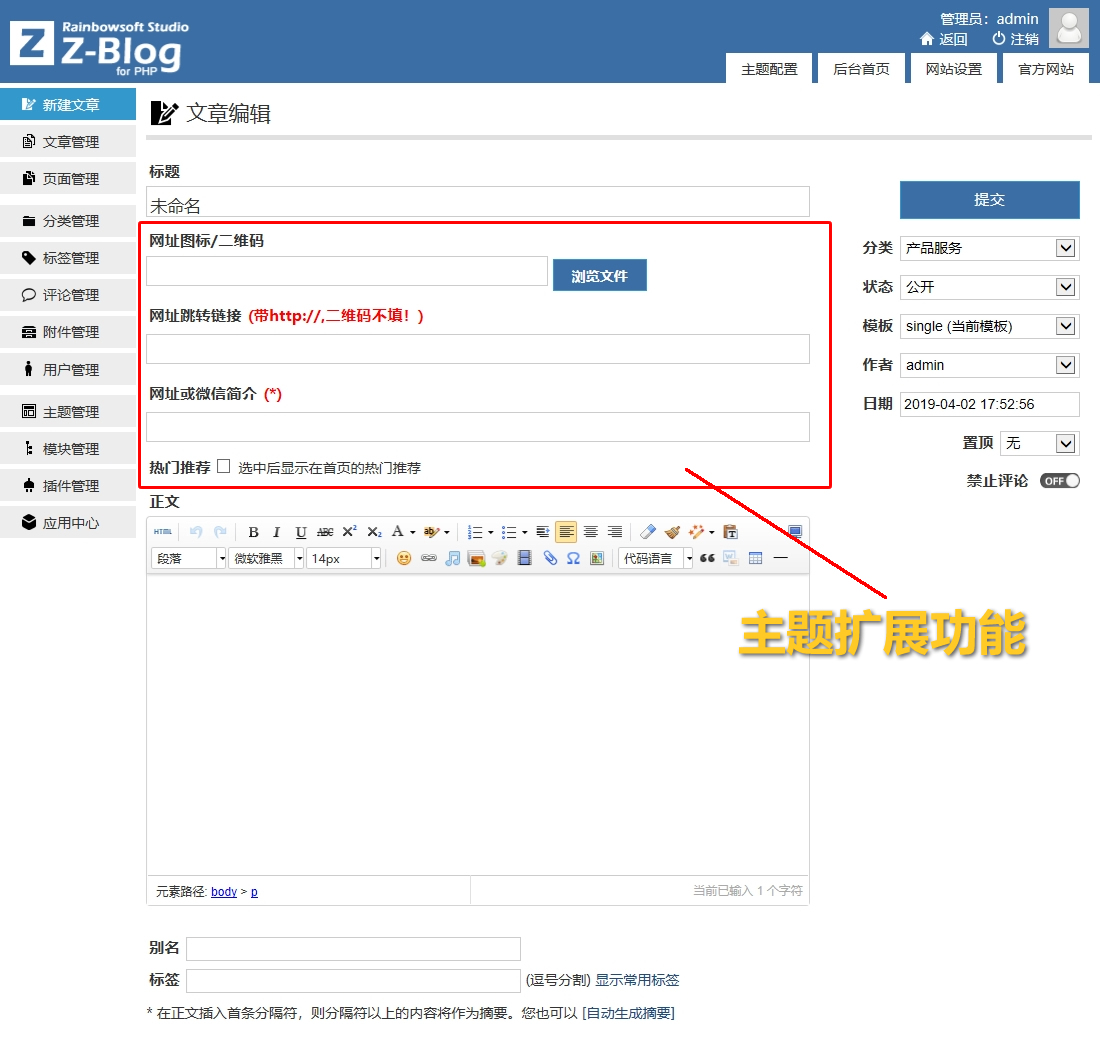 Rainbowsoft Studio
Z-Blog
for PHP
管理员：admin
返回 注销
主题配置 后台首页 网站设置 官方网站
新建文章
文章管理
页面管理
分类管理
标签管理
评论管理
附件管理
用户管理
主题管理
模块管理
插件管理
应用中心
文章编辑
标题
未命名
网址图标/二维码
浏览文件
网址跳转链接 (带http://,二维码不填！)
网址或微信简介 (*)
热门推荐 选中后显示在首页的热门推荐
正文
HTML B I U ABC X² X₂ A ab
段落 微软雅黑 14px 代码语言
主题扩展功能
元素路径: body > p 当前已输入 1 个字符
别名
标签 (逗号分割) 显示常用标签
* 在正文插入首条分隔符，则分隔符以上的内容将作为摘要。您也可以 [自动生成摘要]
提交
分类 产品服务
状态 公开
模板 single (当前模板)
作者 admin
日期 2019-04-02 17:52:56
置顶 无
禁止评论 OFF